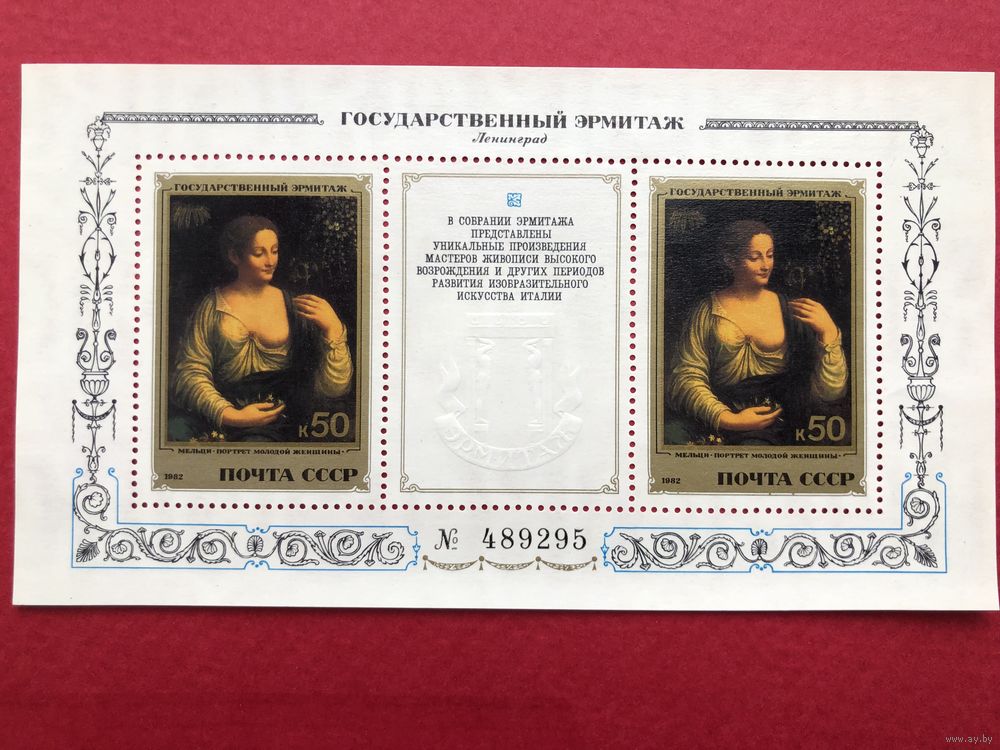 ГОСУДАРСТВЕННЫЙ ЭРМИТАЖ
Ленинград
ГОСУДАРСТВЕННЫЙ ЭРМИТАЖ
к50
МЕЛЬЦИ · ПОРТРЕТ МОЛОДОЙ ЖЕНЩИНЫ ·
1982
ПОЧТА СССР
В СОБРАНИИ ЭРМИТАЖА
ПРЕДСТАВЛЕНЫ
УНИКАЛЬНЫЕ ПРОИЗВЕДЕНИЯ
МАСТЕРОВ ЖИВОПИСИ ВЫСОКОГО
ВОЗРОЖДЕНИЯ И ДРУГИХ ПЕРИОДОВ
РАЗВИТИЯ ИЗОБРАЗИТЕЛЬНОГО
ИСКУССТВА ИТАЛИИ
ЭРМИТАЖ
ГОСУДАРСТВЕННЫЙ ЭРМИТАЖ
к50
МЕЛЬЦИ · ПОРТРЕТ МОЛОДОЙ ЖЕНЩИНЫ ·
1982
ПОЧТА СССР
№ 489295
www.ay.by